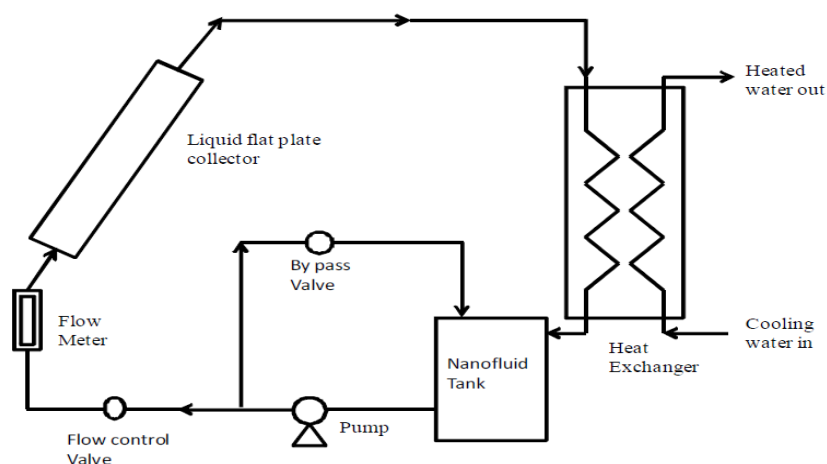 Heated
water out
Liquid flat plate
collector
By pass
Valve
Flow
Meter
Nanofluid
Tank
Cooling
water in
Heat
Exchanger
Pump
Flow control
Valve